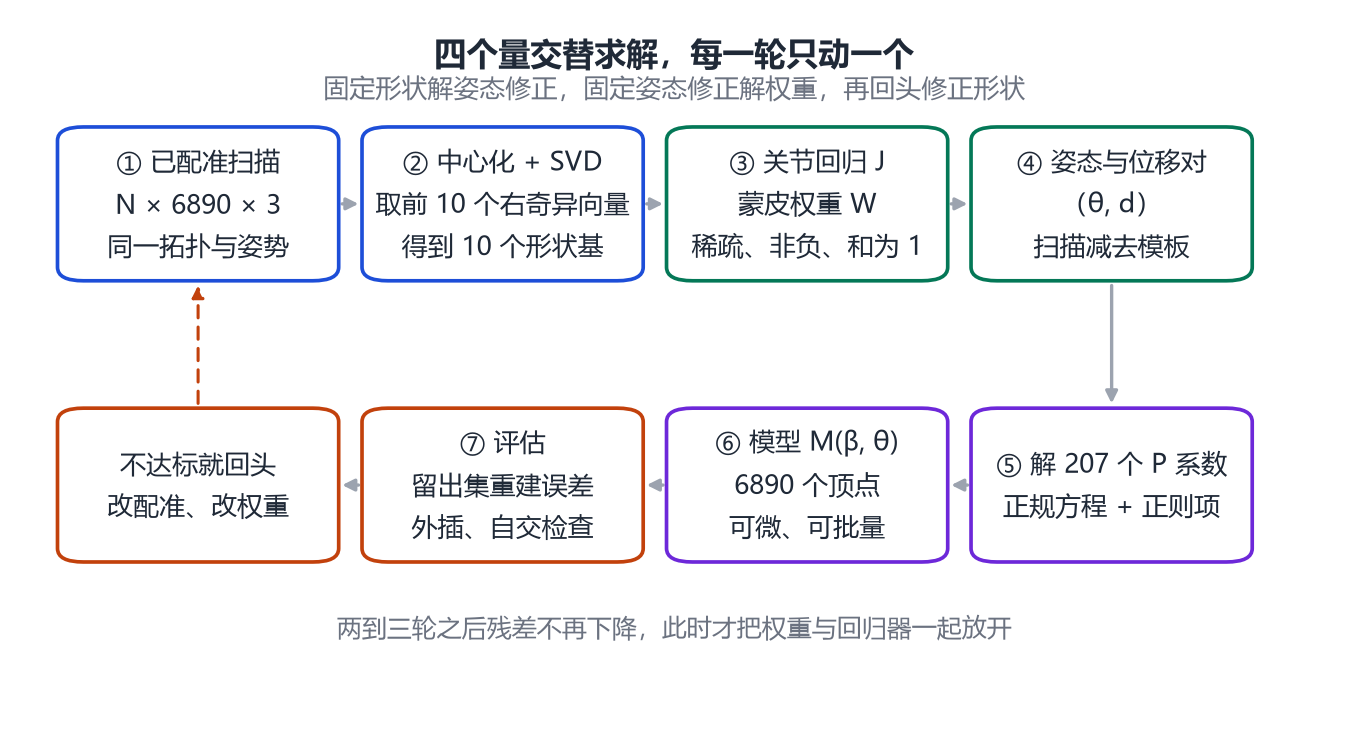 四个量交替求解，每一轮只动一个
固定形状解姿态修正，固定姿态修正解权重，再回头修正形状
① 已配准扫描
N × 6890 × 3
同一拓扑与姿势
② 中心化 + SVD
取前 10 个右奇异向量
得到 10 个形状基
③ 关节回归 J
蒙皮权重 W
稀疏、非负、和为 1
④ 姿态与位移对
（θ, d）
扫描减去模板
不达标就回头
改配准、改权重
⑦ 评估
留出集重建误差
外插、自交检查
⑥ 模型 M(β, θ)
6890 个顶点
可微、可批量
⑤ 解 207 个 P 系数
正规方程 + 正则项
两到三轮之后残差不再下降，此时才把权重与回归器一起放开